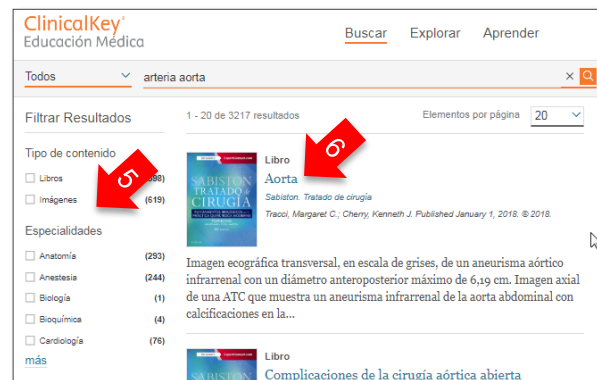 ClinicalKey
Educación Médica
Buscar Explorar Aprender
Todos arteria aorta
Filtrar Resultados
1 - 20 de 3217 resultados
Elementos por página 20
Tipo de contenido
Libros
Imágenes (619)
Especialidades
Anatomía (293)
Anestesia (244)
Biología (1)
Bioquímica (4)
Cardiología (76)
más
5
6
SABISTON
TRATADO DE
CIRUGÍA
Libro
Aorta
Sabiston. Tratado de cirugía
Tracci, Margaret C.; Cherry, Kenneth J. Published January 1, 2018. © 2018.
Imagen ecográfica transversal, en escala de grises, de un aneurisma aórtico
infrarrenal con un diámetro anteroposterior máximo de 6,19 cm. Imagen axial
de una ATC que muestra un aneurisma infrarrenal de la aorta abdominal con
calcificaciones en la...
SABISTON
Libro
Complicaciones de la cirugía aórtica abierta